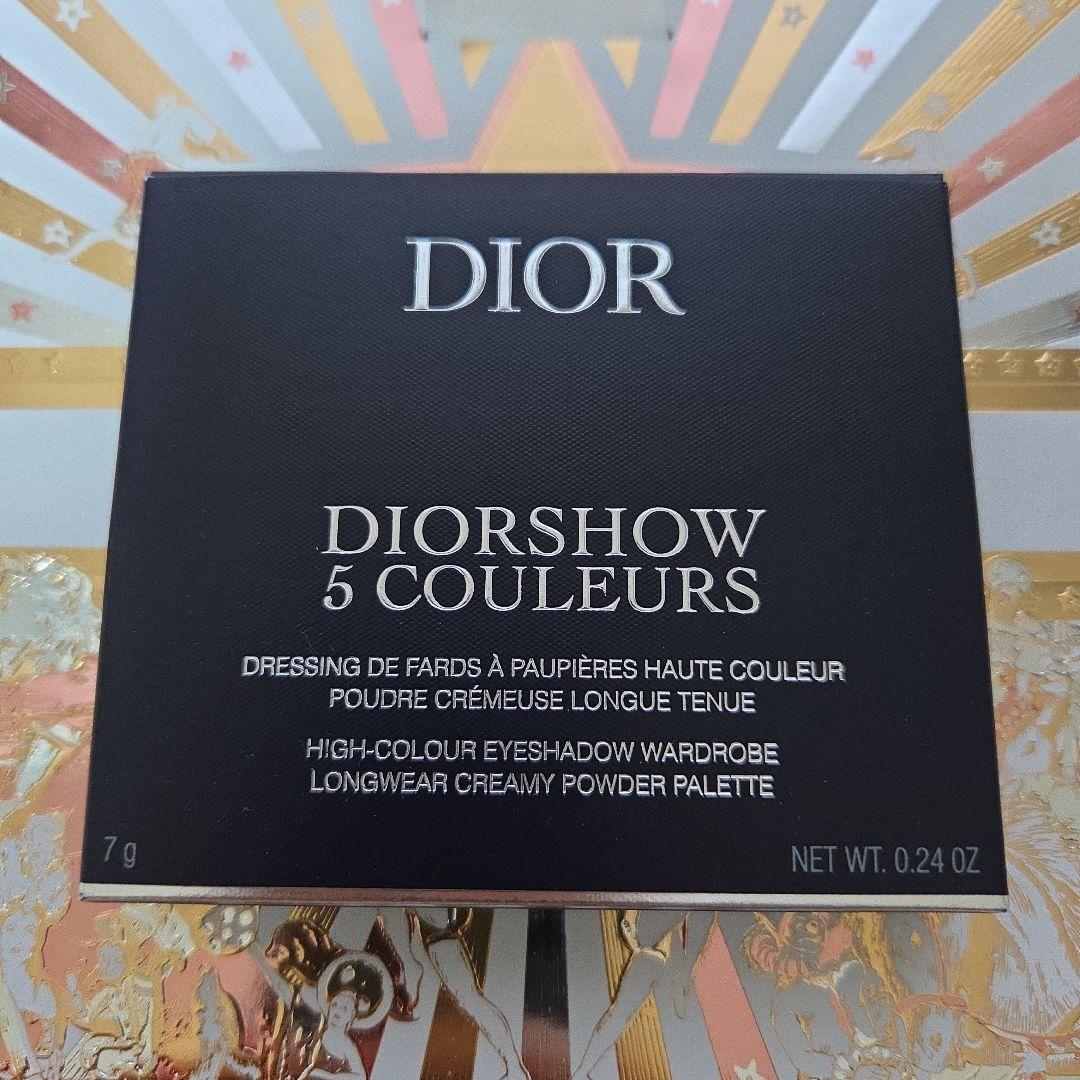 DIOR
DIORSHOW
5 COULEURS
DRESSING DE FARDS À PAUPIÈRES HAUTE COULEUR
POUDRE CRÉMEUSE LONGUE TENUE
HIGH-COLOUR EYESHADOW WARDROBE
LONGWEAR CREAMY POWDER PALETTE
7 g
NET WT. 0.24 OZ